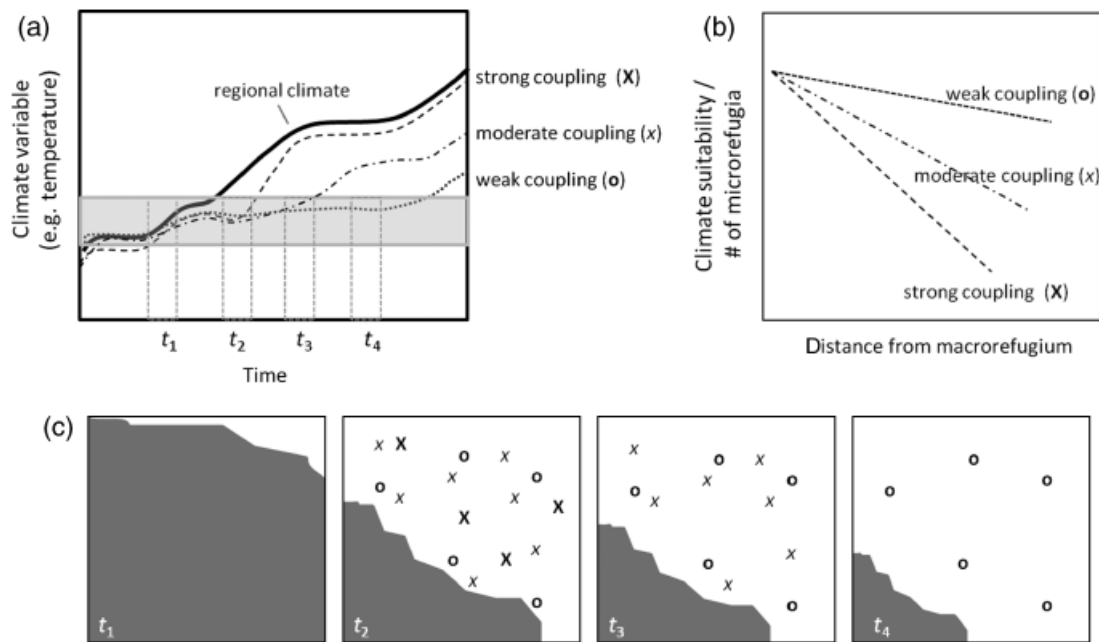 (a)
Climate variable
(e.g. temperature)
regional climate
strong coupling (X)
moderate coupling (x)
weak coupling (o)
t1 t2 t3 t4
Time
(b)
Climate suitability /
# of microrefugia
weak coupling (o)
moderate coupling (x)
strong coupling (X)
Distance from macrorefugium
(c)
t1
x X o x o
o x x x
X X
x
o X
x
o
t2
x o x o
o x x x
x
o
x
o
t3
o o
o
o
o
t4